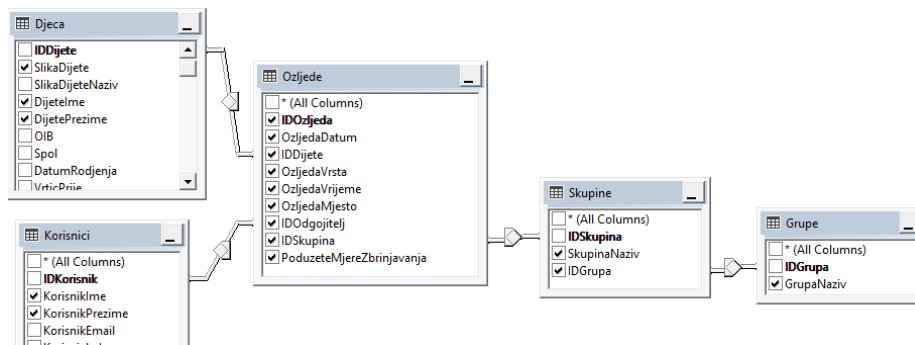 Djeca
IDDijete
SlikaDijete
SlikaDijeteNaziv
DijeteIme
DijetePrezime
OIB
Spol
DatumRodjenja
VrticPrije
Korisnici
* (All Columns)
IDKorisnik
KorisnikIme
KorisnikPrezime
KorisnikEmail
Ozljede
* (All Columns)
IDOzljeda
OzljedaDatum
IDDijete
OzljedaVrsta
OzljedaVrijeme
OzljedaMjesto
IDOdgojitelj
IDSkupina
PoduzeteMjereZbrinjavanja
Skupine
* (All Columns)
IDSkupina
SkupinaNaziv
IDGrupa
Grupe
* (All Columns)
IDGrupa
GrupaNaziv